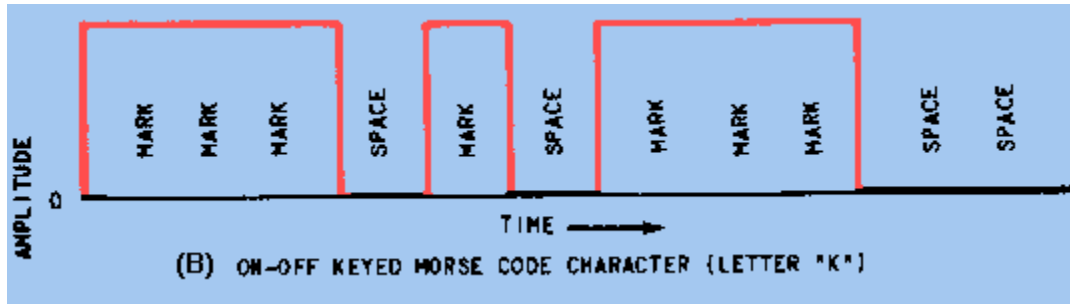 MARK MARK MARK SPACE MARK SPACE MARK MARK MARK SPACE SPACE
AMPLITUDE
0
TIME
(B) ON-OFF KEYED MORSE CODE CHARACTER (LETTER "K")